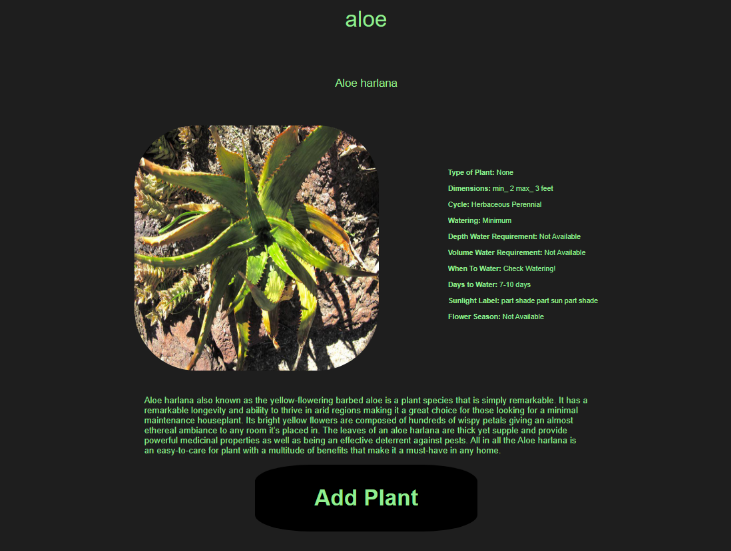 aloe
Aloe harlana
Type of Plant: None
Dimensions: min_ 2 max_ 3 feet
Cycle: Herbaceous Perennial
Watering: Minimum
Depth Water Requirement: Not Available
Volume Water Requirement: Not Available
When To Water: Check Watering!
Days to Water: 7-10 days
Sunlight Label: part shade part sun part shade
Flower Season: Not Available
Aloe harlana also known as the yellow-flowering barbed aloe is a plant species that is simply remarkable. It has a
remarkable longevity and ability to thrive in arid regions making it a great choice for those looking for a minimal
maintenance houseplant. Its bright yellow flowers are composed of hundreds of wispy petals giving an almost
ethereal ambiance to any room it's placed in. The leaves of an aloe harlana are thick yet supple and provide
powerful medicinal properties as well as being an effective deterrent against pests. All in all the Aloe harlana is
an easy-to-care for plant with a multitude of benefits that make it a must-have in any home.
Add Plant